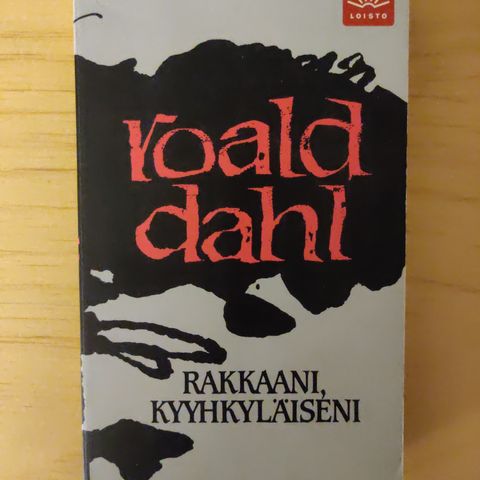 LOISTO
roald
dahl
RAKKAANI,
KYYHKYLÄISENI